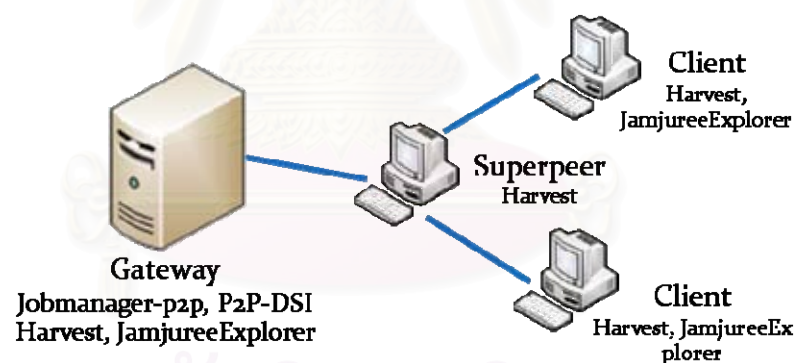 Client
Harvest,
JamjureeExplorer
Superpeer
Harvest
Gateway
Jobmanager-p2p, P2P-DSI
Harvest, JamjureeExplorer
Client
Harvest, JamjureeEx
plorer